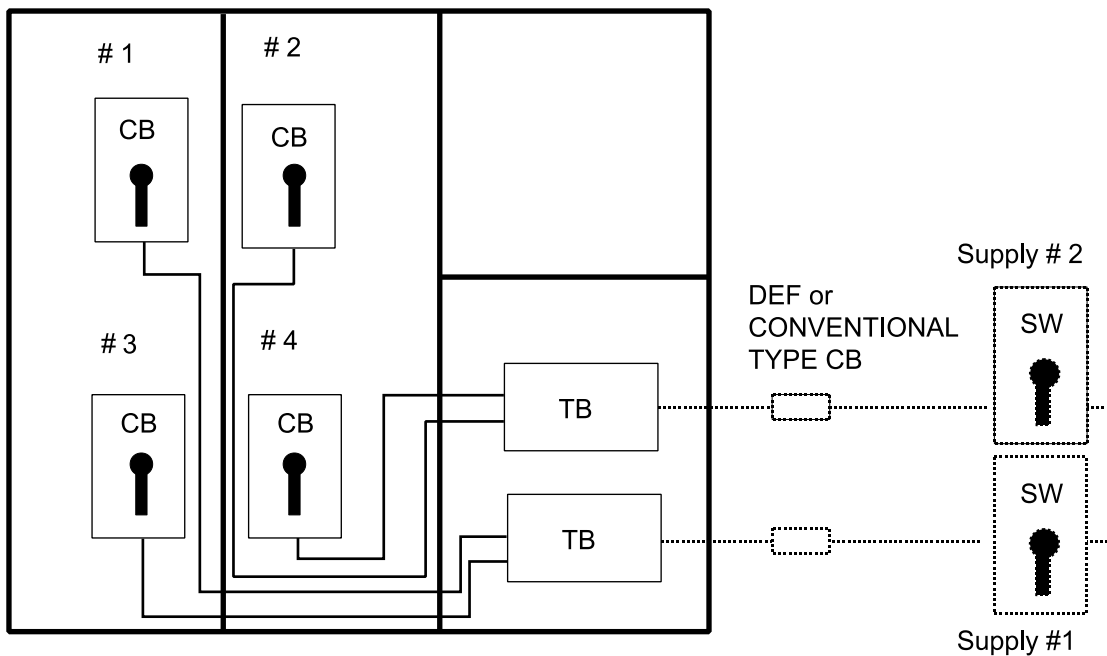 # 1
# 2
CB
CB
# 3
# 4
CB
CB
TB
TB
DEF or
CONVENTIONAL
TYPE CB
Supply # 2
SW
SW
Supply #1